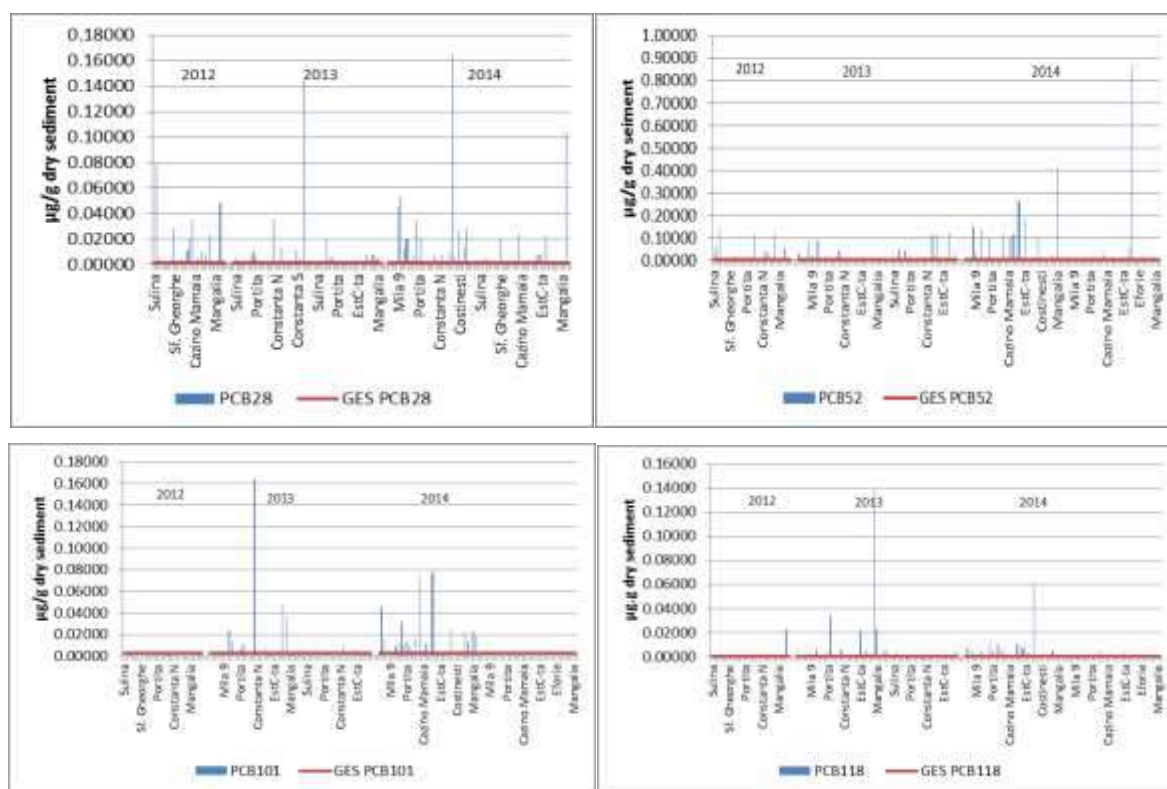 µg/g dry sediment
0.18000
0.16000
0.14000
0.12000
0.10000
0.08000
0.06000
0.04000
0.02000
0.00000
2012
2013
2014
Sulina
Sf. Gheorghe
Cazino Mamaia
Mangalia
Sulina
Portita
Constanta N
Constanta S
Sulina
Portita
EstC-ta
Mangalia
Mila 9
Portita
Constanta N
Costinesti
Sulina
Sf. Gheorghe
Cazino Mamaia
EstC-ta
Mangalia
PCB28 GES PCB28
µg/g dry seiment
1.00000
0.90000
0.80000
0.70000
0.60000
0.50000
0.40000
0.30000
0.20000
0.10000
0.00000
2012
2013
2014
Sulina
Sf. Gheorghe
Portita
Constanta N
Mangalia
Mila 9
Portita
Constanta N
EstC-ta
Mangalia
Sulina
Portita
Constanta N
EstC-ta
Mila 9
Portita
Cazino Mamaia
EstC-ta
Costinesti
Mangalia
Mila 9
Portita
Cazino Mamaia
EstC-ta
Eforie
Mangalia
PCB52 GES PCB52
µg/g dry sediment
0.18000
0.16000
0.14000
0.12000
0.10000
0.08000
0.06000
0.04000
0.02000
0.00000
2012
2013
2014
Sulina
Sf. Gheorghe
Portita
Constanta N
Mangalia
Mila 9
Portita
Constanta N
EstC-ta
Mangalia
Sulina
Portita
Constanta N
EstC-ta
Mila 9
Portita
Cazino Mamaia
EstC-ta
Costinesti
Mangalia
Mila 9
Portita
Cazino Mamaia
EstC-ta
Eforie
Mangalia
PCB101 GES PCB101
µg.g dry sediment
0.16000
0.14000
0.12000
0.10000
0.08000
0.06000
0.04000
0.02000
0.00000
2012
2013
2014
Sulina
Sf. Gheorghe
Portita
Constanta N
Mangalia
Mila 9
Portita
Constanta N
EstC-ta
Mangalia
Sulina
Portita
Constanta N
EstC-ta
Mila 9
Portita
Cazino Mamaia
EstC-ta
Costinesti
Mangalia
Mila 9
Portita
Cazino Mamaia
EstC-ta
Eforie
Mangalia
PCB118 GES PCB118